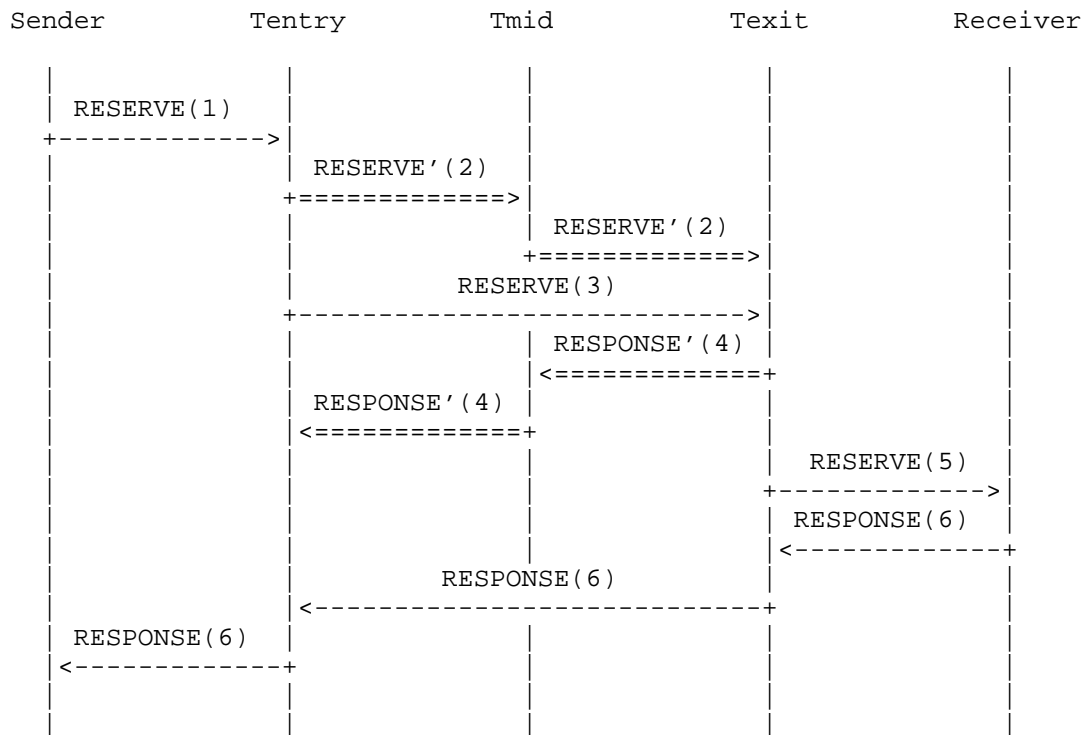 Sender Tentry Tmid Texit Receiver
RESERVE(1)
RESERVE'(2)
RESERVE'(2)
RESERVE(3)
RESPONSE'(4)
RESPONSE'(4)
RESERVE(5)
RESPONSE(6)
RESPONSE(6)
RESPONSE(6)